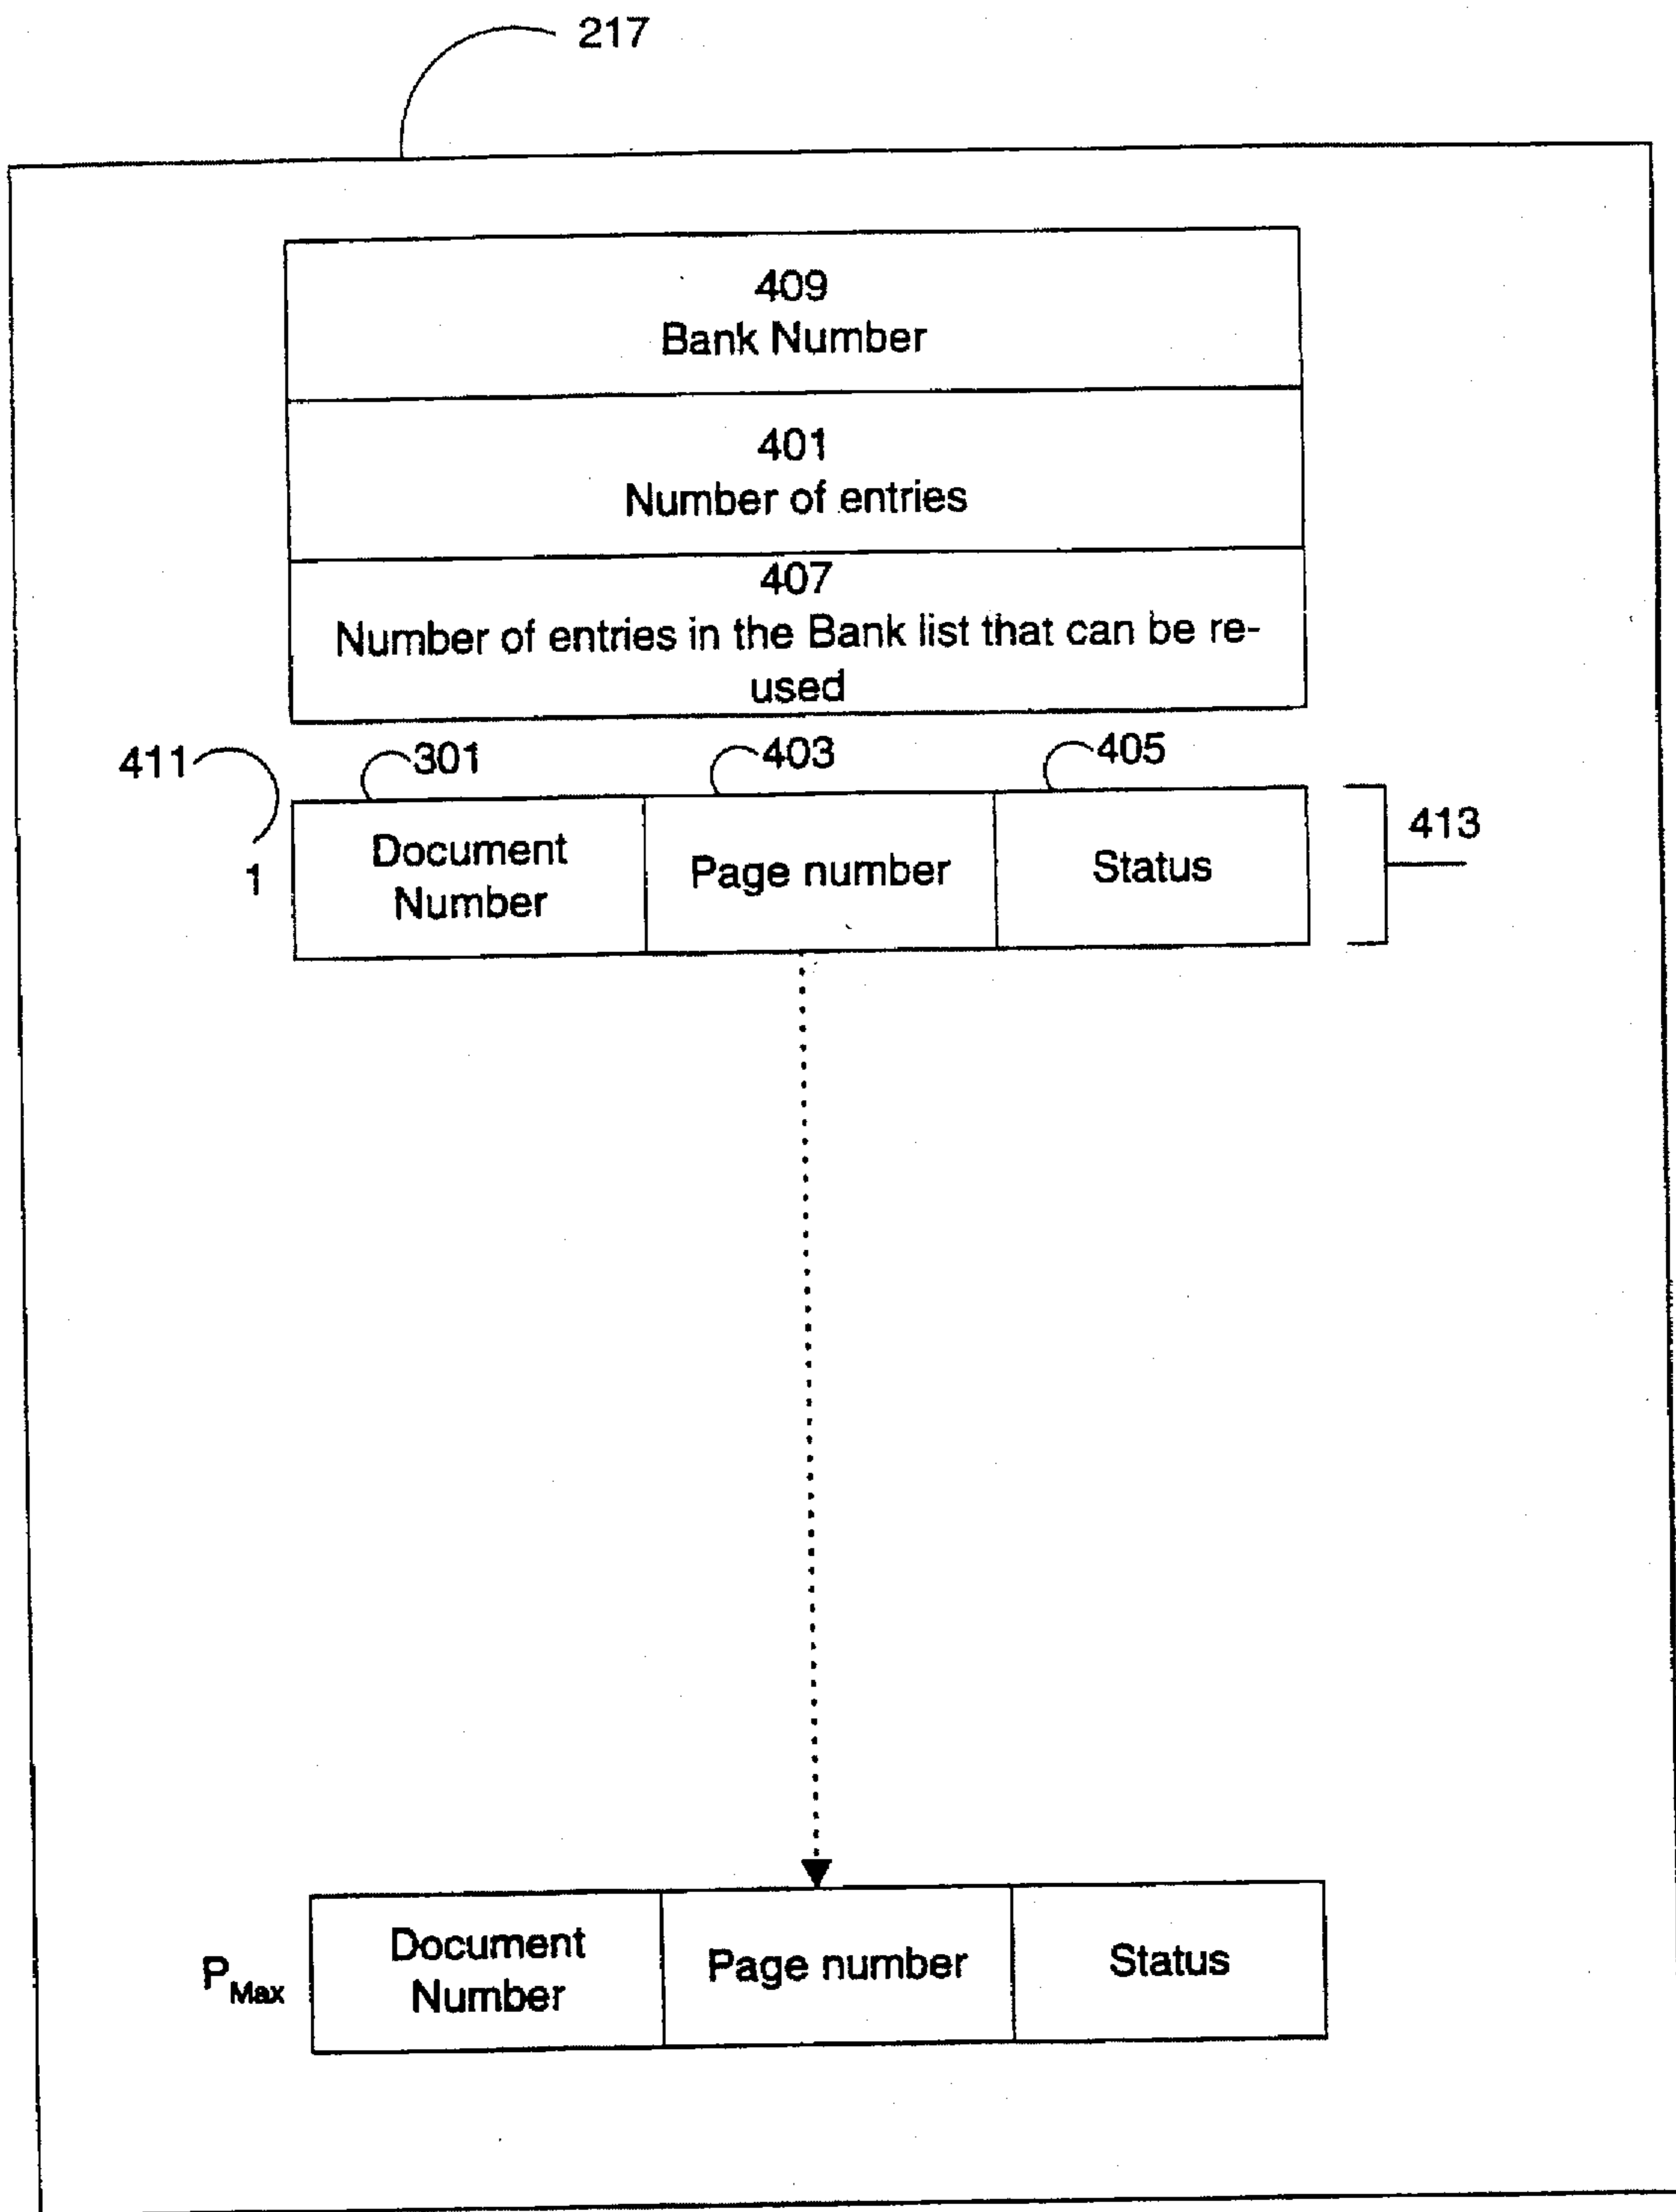 217
409
Bank Number
401
Number of entries
407
Number of entries in the Bank list that can be re-
used
411
301
403
405
413
1
Document
Number
Page number
Status
P Max
Document
Number
Page number
Status